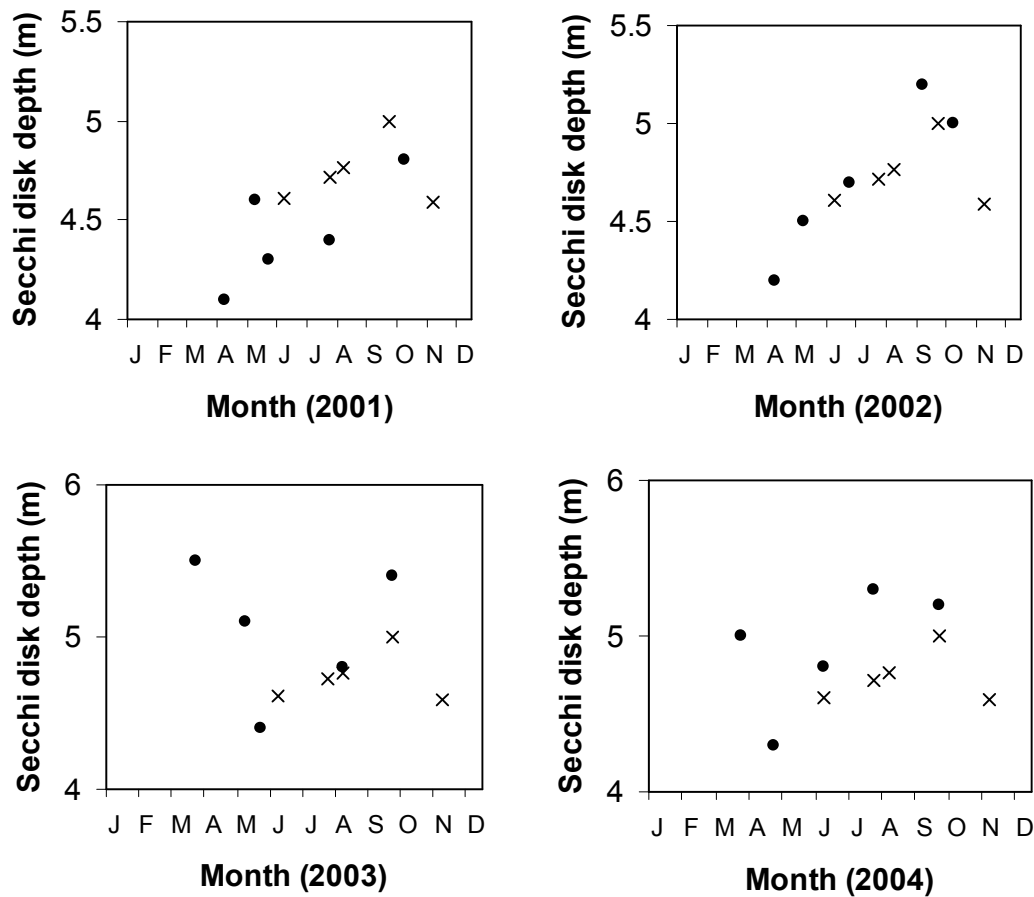 Secchi disk depth (m)
5.5
5
4.5
4
J F M A M J J A S O N D
Month (2001)
Secchi disk depth (m)
5.5
5
4.5
4
J F M A M J J A S O N D
Month (2002)
Secchi disk depth (m)
6
5
4
J F M A M J J A S O N D
Month (2003)
Secchi disk depth (m)
6
5
4
J F M A M J J A S O N D
Month (2004)